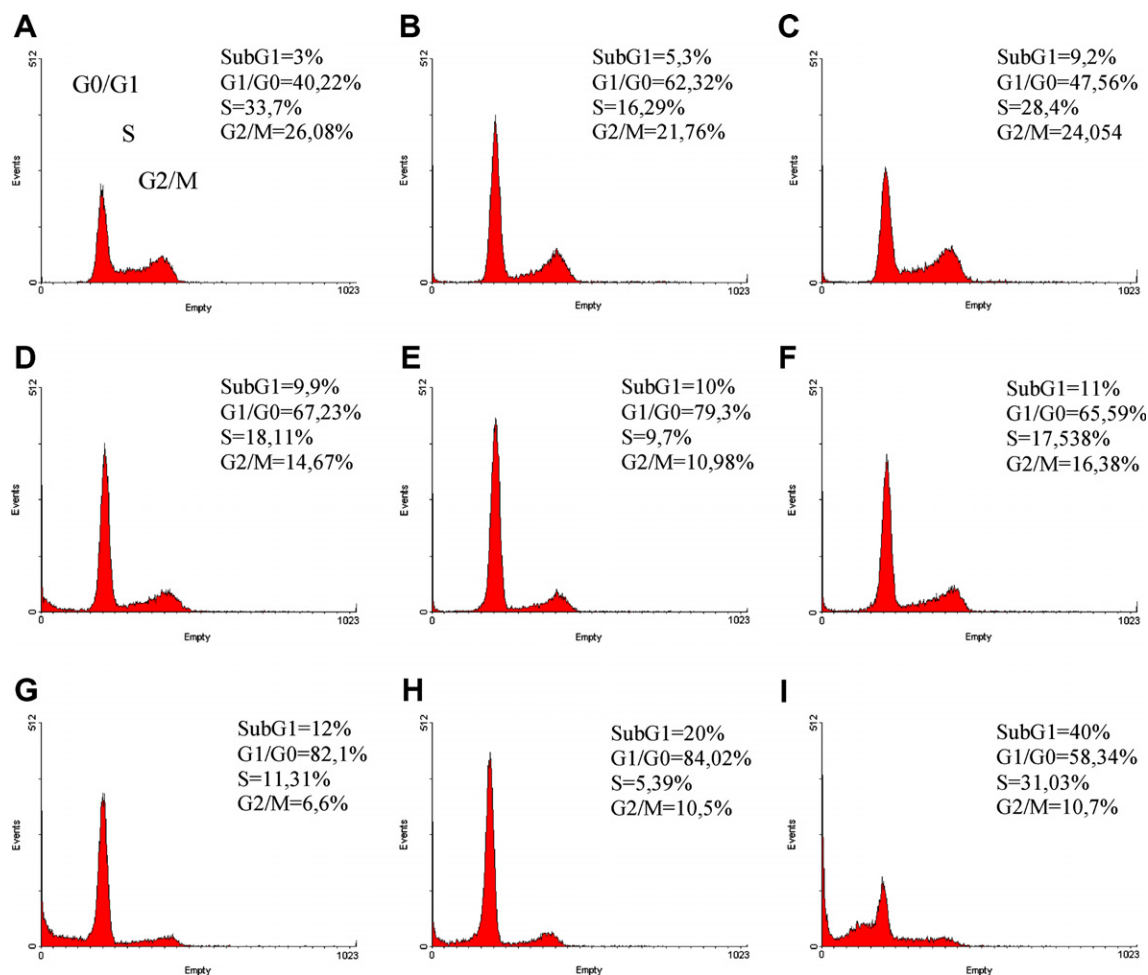 A
SubG1=3%
G1/G0=40,22%
S=33,7%
G2/M=26,08%
G0/G1
S
G2/M
512
Events
0
0
1023
Empty
B
SubG1=5,3%
G1/G0=62,32%
S=16,29%
G2/M=21,76%
512
Events
0
0
1023
Empty
C
SubG1=9,2%
G1/G0=47,56%
S=28,4%
G2/M=24,054
512
Events
0
0
1023
Empty
D
SubG1=9,9%
G1/G0=67,23%
S=18,11%
G2/M=14,67%
512
Events
0
0
1023
Empty
E
SubG1=10%
G1/G0=79,3%
S=9,7%
G2/M=10,98%
512
Events
0
0
1023
Empty
F
SubG1=11%
G1/G0=65,59%
S=17,538%
G2/M=16,38%
512
Events
0
0
1023
Empty
G
SubG1=12%
G1/G0=82,1%
S=11,31%
G2/M=6,6%
512
Events
0
0
1023
Empty
H
SubG1=20%
G1/G0=84,02%
S=5,39%
G2/M=10,5%
512
Events
0
0
1023
Empty
I
SubG1=40%
G1/G0=58,34%
S=31,03%
G2/M=10,7%
512
Events
0
0
1023
Empty